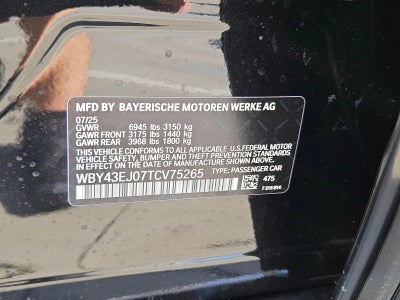 MFD BY BAYERISCHE MOTOREN WERKE AG
07/25
GVWR 6945 lbs 3150 kg
GAWR FRONT 3175 lbs 1440 kg
GAWR REAR 3968 lbs 1800 kg
THIS VEHICLE CONFORMS TO ALL APPLICABLE U.S.FEDERAL MOTOR
VEHICLE SAFETY, BUMPER, AND THEFT PREVENTION STANDARDS IN
EFFECT ON THE DATE OF MANUFACTURE SHOWN ABOVE.
WBY43EJ07TCV75265 TYPE: PASSENGER CAR
475